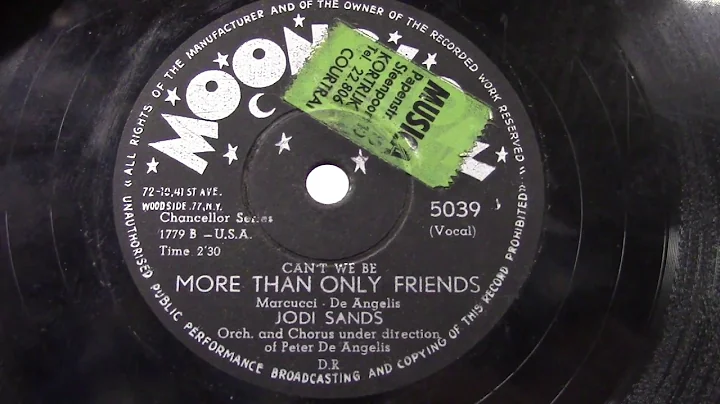 « ALL RIGHTS OF THE MANUFACTURER AND OF THE OWNER OF THE RECORDED WORK RESERVED »
MUSI
Papenstr
Steenpoor
KORTRIJK
Tel. 22.806
COURTRAI
72-10,41 ST AVE.
WOODSIDE .77,N.Y.
Chancellor Series
1779 B - U.S.A.
Time 2'30
5039
(Vocal)
CAN'T WE BE
MORE THAN ONLY FRIENDS
Marcucci - De Angelis
JODI SANDS
Orch. and Chorus under direction
of Peter De Angelis
D.R
« UNAUTHORISED PUBLIC PERFORMANCE BROADCASTING AND COPYING OF THIS RECORD PROHIBITED »